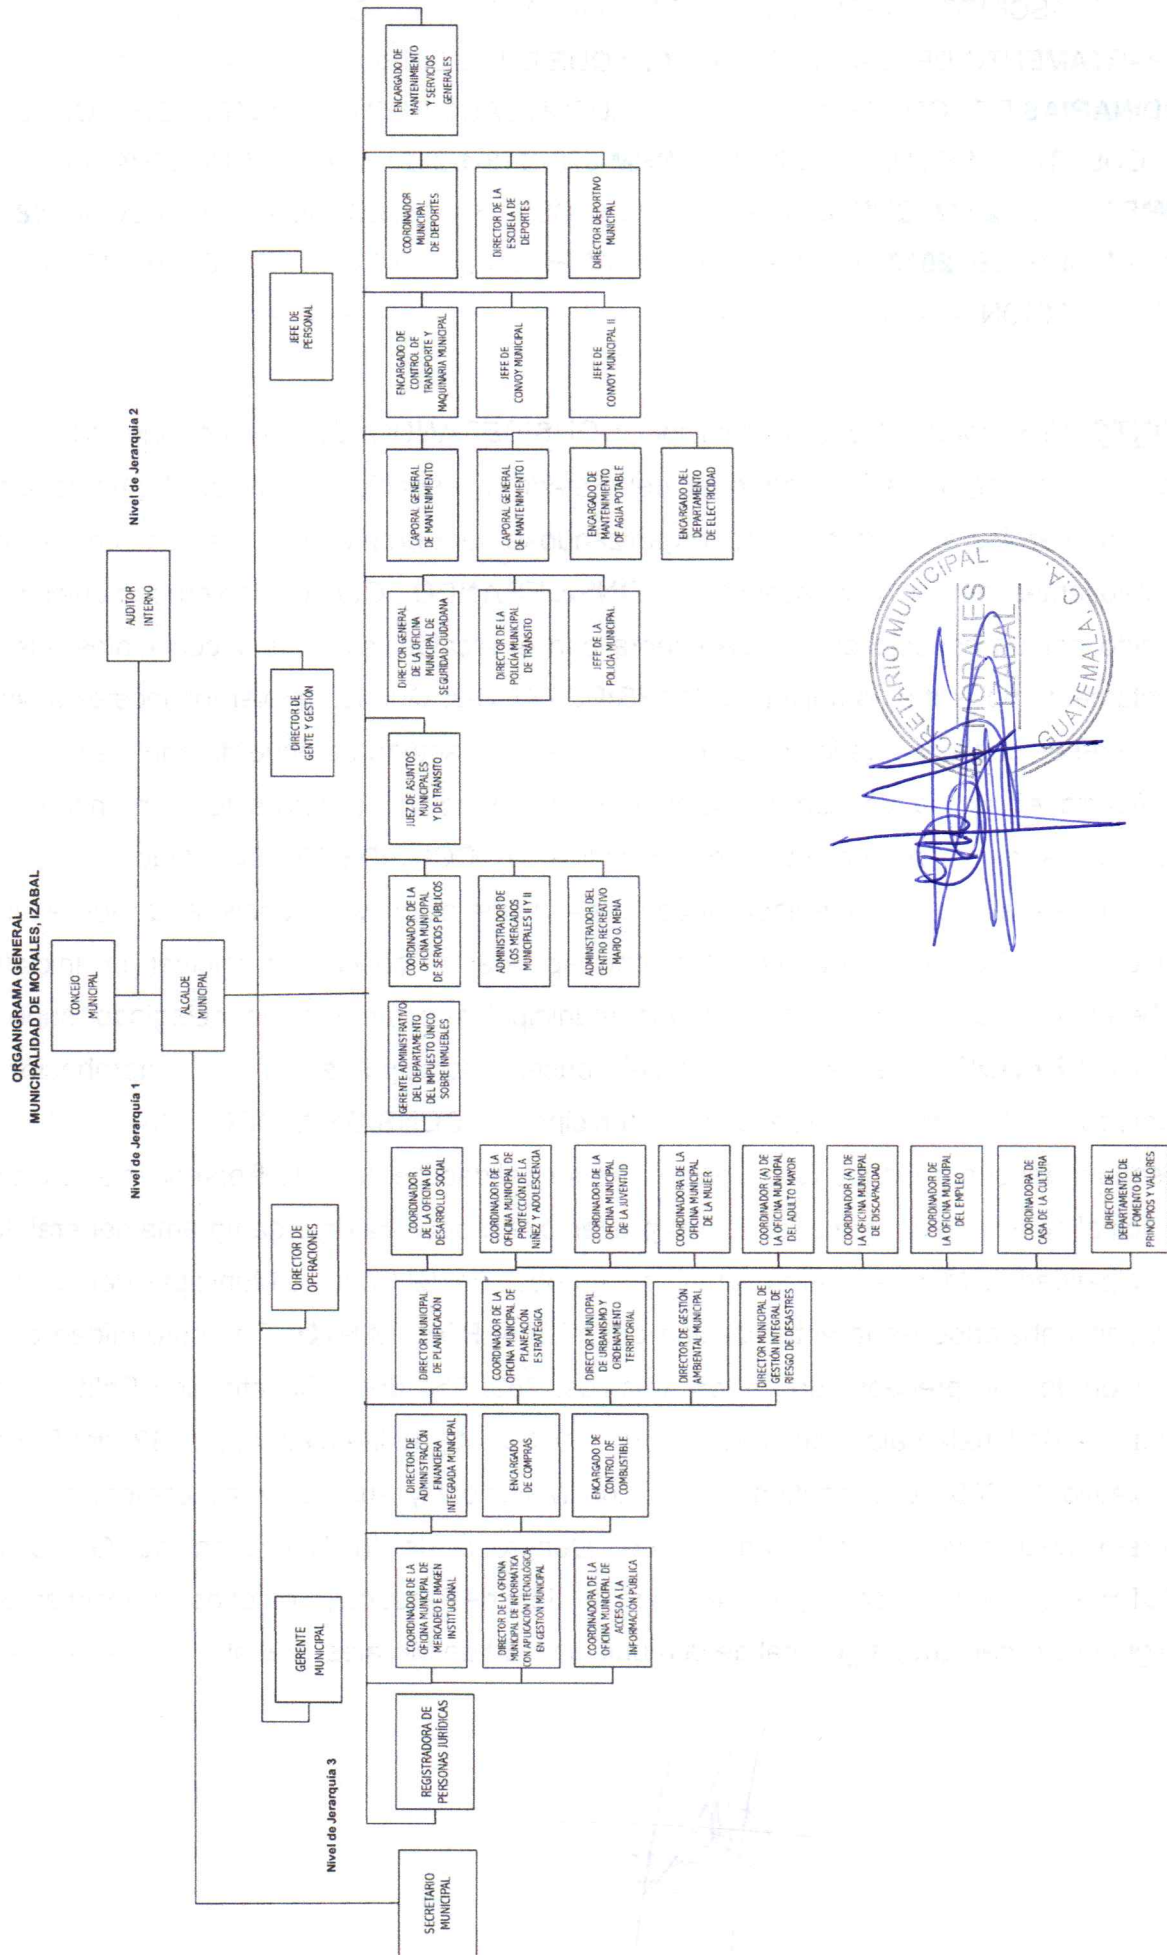 ORGANIGRAMA GENERAL
MUNICIPALIDAD DE MORALES, IZABAL
CONCEJO
MUNICIPAL
Nivel de Jerarquía 1
Nivel de Jerarquía 2
AUDITOR
INTERNO
ALCALDE
MUNICIPAL
GERENTE
MUNICIPAL
DIRECTOR DE
OPERACIONES
DIRECTOR DE
GENTE Y GESTIÓN
JEFE DE
PERSONAL
Nivel de Jerarquía 3
SECRETARIO
MUNICIPAL
REGISTRADORA DE
PERSONAS JURÍDICAS
COORDINADOR DE LA
OFICINA MUNICIPAL DE
MERCADEO E IMAGEN
INSTITUCIONAL
DIRECTOR DE LA OFICINA
MUNICIPAL DE INFORMÁTICA
CON APLICACIÓN TECNOLÓGICA
EN GESTIÓN MUNICIPAL
COORDINADORA DE LA
OFICINA MUNICIPAL DE
ACCESO A LA
INFORMACIÓN PÚBLICA
DIRECTOR DE
ADMINISTRACIÓN
FINANCIERA
INTEGRADA MUNICIPAL
ENCARGADO
DE COMPRAS
ENCARGADO DE
CONTROL DE
COMBUSTIBLE
DIRECTOR MUNICIPAL
DE PLANIFICACIÓN
COORDINADOR DE LA
OFICINA MUNICIPAL DE
PLANEACIÓN
ESTRATÉGICA
DIRECTOR MUNICIPAL
DE URBANISMO Y
ORDENAMIENTO
TERRITORIAL
DIRECTOR DE GESTIÓN
AMBIENTAL MUNICIPAL
DIRECTOR MUNICIPAL DE
GESTIÓN INTEGRAL DE
RIESGO DE DESASTRES
COORDINADOR
DE LA OFICINA DE
DESARROLLO SOCIAL
COORDINADOR DE LA
OFICINA MUNICIPAL DE
PROTECCIÓN DE LA
NIÑEZ Y ADOLESCENCIA
COORDINADOR DE LA
OFICINA MUNICIPAL
DE LA JUVENTUD
COORDINADORA DE LA
OFICINA MUNICIPAL
DE LA MUJER
COORDINADOR (A) DE
LA OFICINA MUNICIPAL
DEL ADULTO MAYOR
COORDINADOR (A) DE
LA OFICINA MUNICIPAL
DE DISCAPACIDAD
COORDINADOR DE
LA OFICINA MUNICIPAL
DEL EMPLEO
COORDINADORA DE
CASA DE LA CULTURA
DIRECTOR DEL
DEPARTAMENTO DE
FOMENTO DE
PRINCIPIOS Y VALORES
GERENTE ADMINISTRATIVO
DEL DEPARTAMENTO
DEL IMPUESTO ÚNICO
SOBRE INMUEBLES
COORDINADOR DE LA
OFICINA MUNICIPAL
DE SERVICIOS PÚBLICOS
ADMINISTRADOR DE
LOS MERCADOS
MUNICIPALES II Y II
ADMINISTRADOR DEL
CENTRO RECREATIVO
MARIO O. MENA
JUEZ DE ASUNTOS
MUNICIPALES
Y DE TRÁNSITO
DIRECTOR GENERAL
DE LA OFICINA
MUNICIPAL DE
SEGURIDAD CIUDADANA
DIRECTOR DE LA
POLICÍA MUNICIPAL
DE TRÁNSITO
JEFE DE LA
POLICÍA MUNICIPAL
CAPORAL GENERAL
DE MANTENIMIENTO
CAPORAL GENERAL
DE MANTENIMIENTO I
ENCARGADO DE
MANTENIMIENTO
DE AGUA POTABLE
ENCARGADO DEL
DEPARTAMENTO
DE ELECTRICIDAD
ENCARGADO DE
CONTROL DE
TRANSPORTE Y
MAQUINARIA MUNICIPAL
JEFE DE
CONVOY MUNICIPAL
JEFE DE
CONVOY MUNICIPAL II
COORDINADOR
MUNICIPAL
DE DEPORTES
DIRECTOR DE LA
ESCUELA DE
DEPORTES
DIRECTOR DEPORTIVO
MUNICIPAL
ENCARGADO DE
MANTENIMIENTO
Y SERVICIOS
GENERALES
SECRETARIO MUNICIPAL
MORALES
IZABAL
GUATEMALA, C.A.